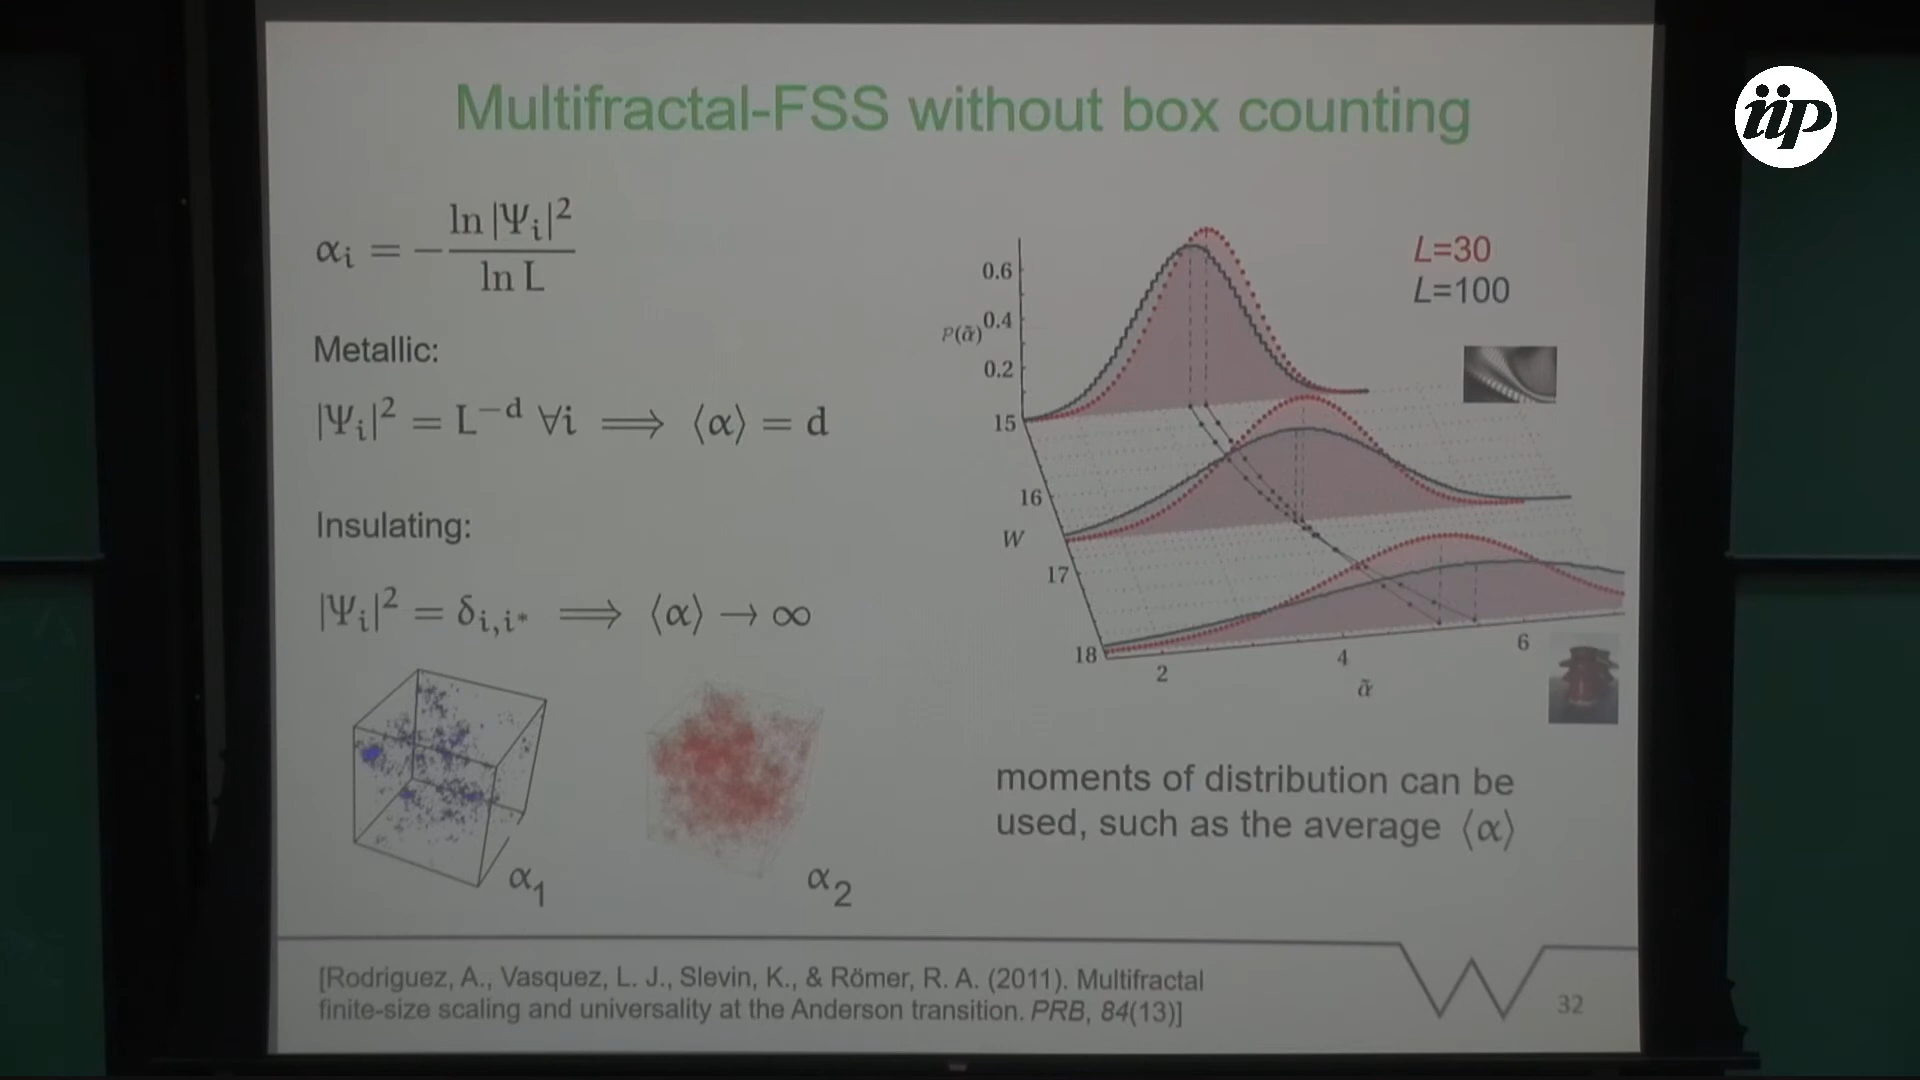 iip
Multifractal-FSS without box counting
αᵢ = − ln |Ψᵢ|² / ln L
Metallic:
|Ψᵢ|² = L⁻ᵈ ∀i ⟹ ⟨α⟩ = d
Insulating:
|Ψᵢ|² = δᵢ,ᵢ* ⟹ ⟨α⟩ → ∞
α₁
α₂
L=30
L=100
0.6
0.4
0.2
P(α̃)
15
16
W
17
18
2
4
6
α̃
moments of distribution can be
used, such as the average ⟨α⟩
[Rodriguez, A., Vasquez, L. J., Slevin, K., & Römer, R. A. (2011). Multifractal
finite-size scaling and universality at the Anderson transition. PRB, 84(13)]
32